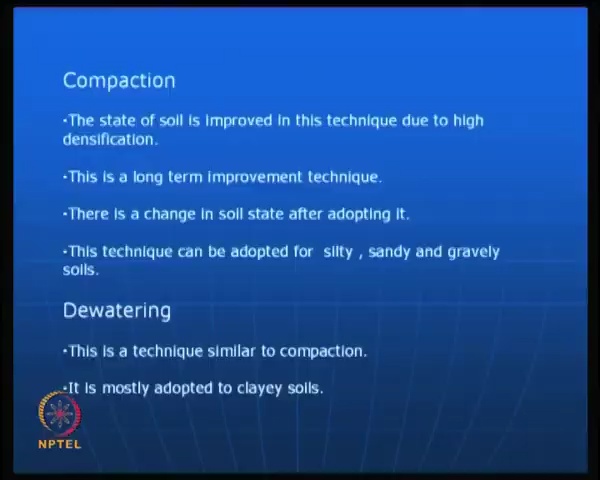 Compaction
•The state of soil is improved in this technique due to high
densification.
•This is a long term improvement technique.
•There is a change in soil state after adopting it.
•This technique can be adopted for  silty , sandy and gravely
soils.
Dewatering
•This is a technique similar to compaction.
•It is mostly adopted to clayey soils.
NPTEL